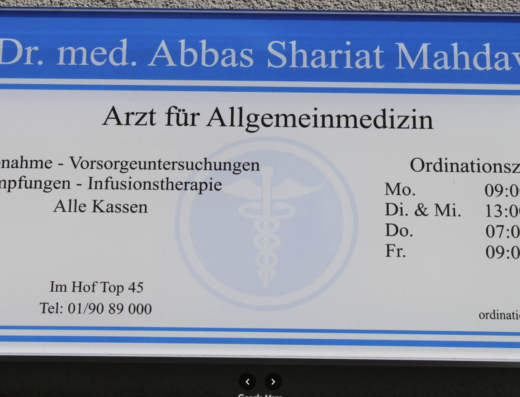 Dr. med. Abbas Shariat Mahdav
Arzt für Allgemeinmedizin
nahme - Vorsorgeuntersuchungen
mpfungen - Infusionstherapie
Alle Kassen
Ordinationsz
Mo. 09:0
Di. & Mi. 13:0
Do. 07:0
Fr. 09:0
Im Hof Top 45
Tel: 01/90 89 000
ordinati